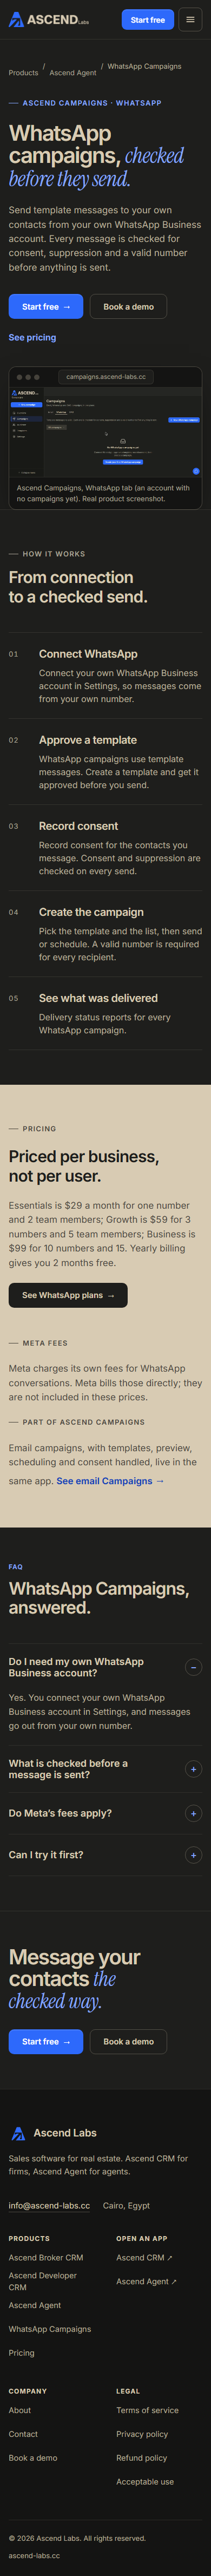 ASCEND Labs
Start free
Products / Ascend Agent / WhatsApp Campaigns
ASCEND CAMPAIGNS · WHATSAPP
WhatsApp
campaigns, checked
before they send.
Send template messages to your own
contacts from your own WhatsApp Business
account. Every message is checked for
consent, suppression and a valid number
before anything is sent.
Start free →
Book a demo
See pricing
campaigns.ascend-labs.cc
ASCEND
Campaigns
Ascend Campaigns, WhatsApp tab (an account with
no campaigns yet). Real product screenshot.
HOW IT WORKS
From connection
to a checked send.
01 Connect WhatsApp
Connect your own WhatsApp Business
account in Settings, so messages come
from your own number.
02 Approve a template
WhatsApp campaigns use template
messages. Create a template and get it
approved before you send.
03 Record consent
Record consent for the contacts you
message. Consent and suppression are
checked on every send.
04 Create the campaign
Pick the template and the list, then send
or schedule. A valid number is required
for every recipient.
05 See what was delivered
Delivery status reports for every
WhatsApp campaign.
PRICING
Priced per business,
not per user.
Essentials is $29 a month for one number
and 2 team members; Growth is $59 for 3
numbers and 5 team members; Business is
$99 for 10 numbers and 15. Yearly billing
gives you 2 months free.
See WhatsApp plans →
META FEES
Meta charges its own fees for WhatsApp
conversations. Meta bills those directly; they
are not included in these prices.
PART OF ASCEND CAMPAIGNS
Email campaigns, with templates, preview,
scheduling and consent handled, live in the
same app. See email Campaigns →
FAQ
WhatsApp Campaigns,
answered.
Do I need my own WhatsApp
Business account?
−
Yes. You connect your own WhatsApp
Business account in Settings, and messages
go out from your own number.
What is checked before a
message is sent?
+
Do Meta's fees apply? +
Can I try it first? +
Message your
contacts the
checked way.
Start free →
Book a demo
Ascend Labs
Sales software for real estate. Ascend CRM for
firms, Ascend Agent for agents.
info@ascend-labs.cc
Cairo, Egypt
PRODUCTS
Ascend Broker CRM
Ascend Developer
CRM
Ascend Agent
WhatsApp Campaigns
Pricing
OPEN AN APP
Ascend CRM ↗
Ascend Agent ↗
COMPANY
About
Contact
Book a demo
LEGAL
Terms of service
Privacy policy
Refund policy
Acceptable use
© 2026 Ascend Labs. All rights reserved.
ascend-labs.cc